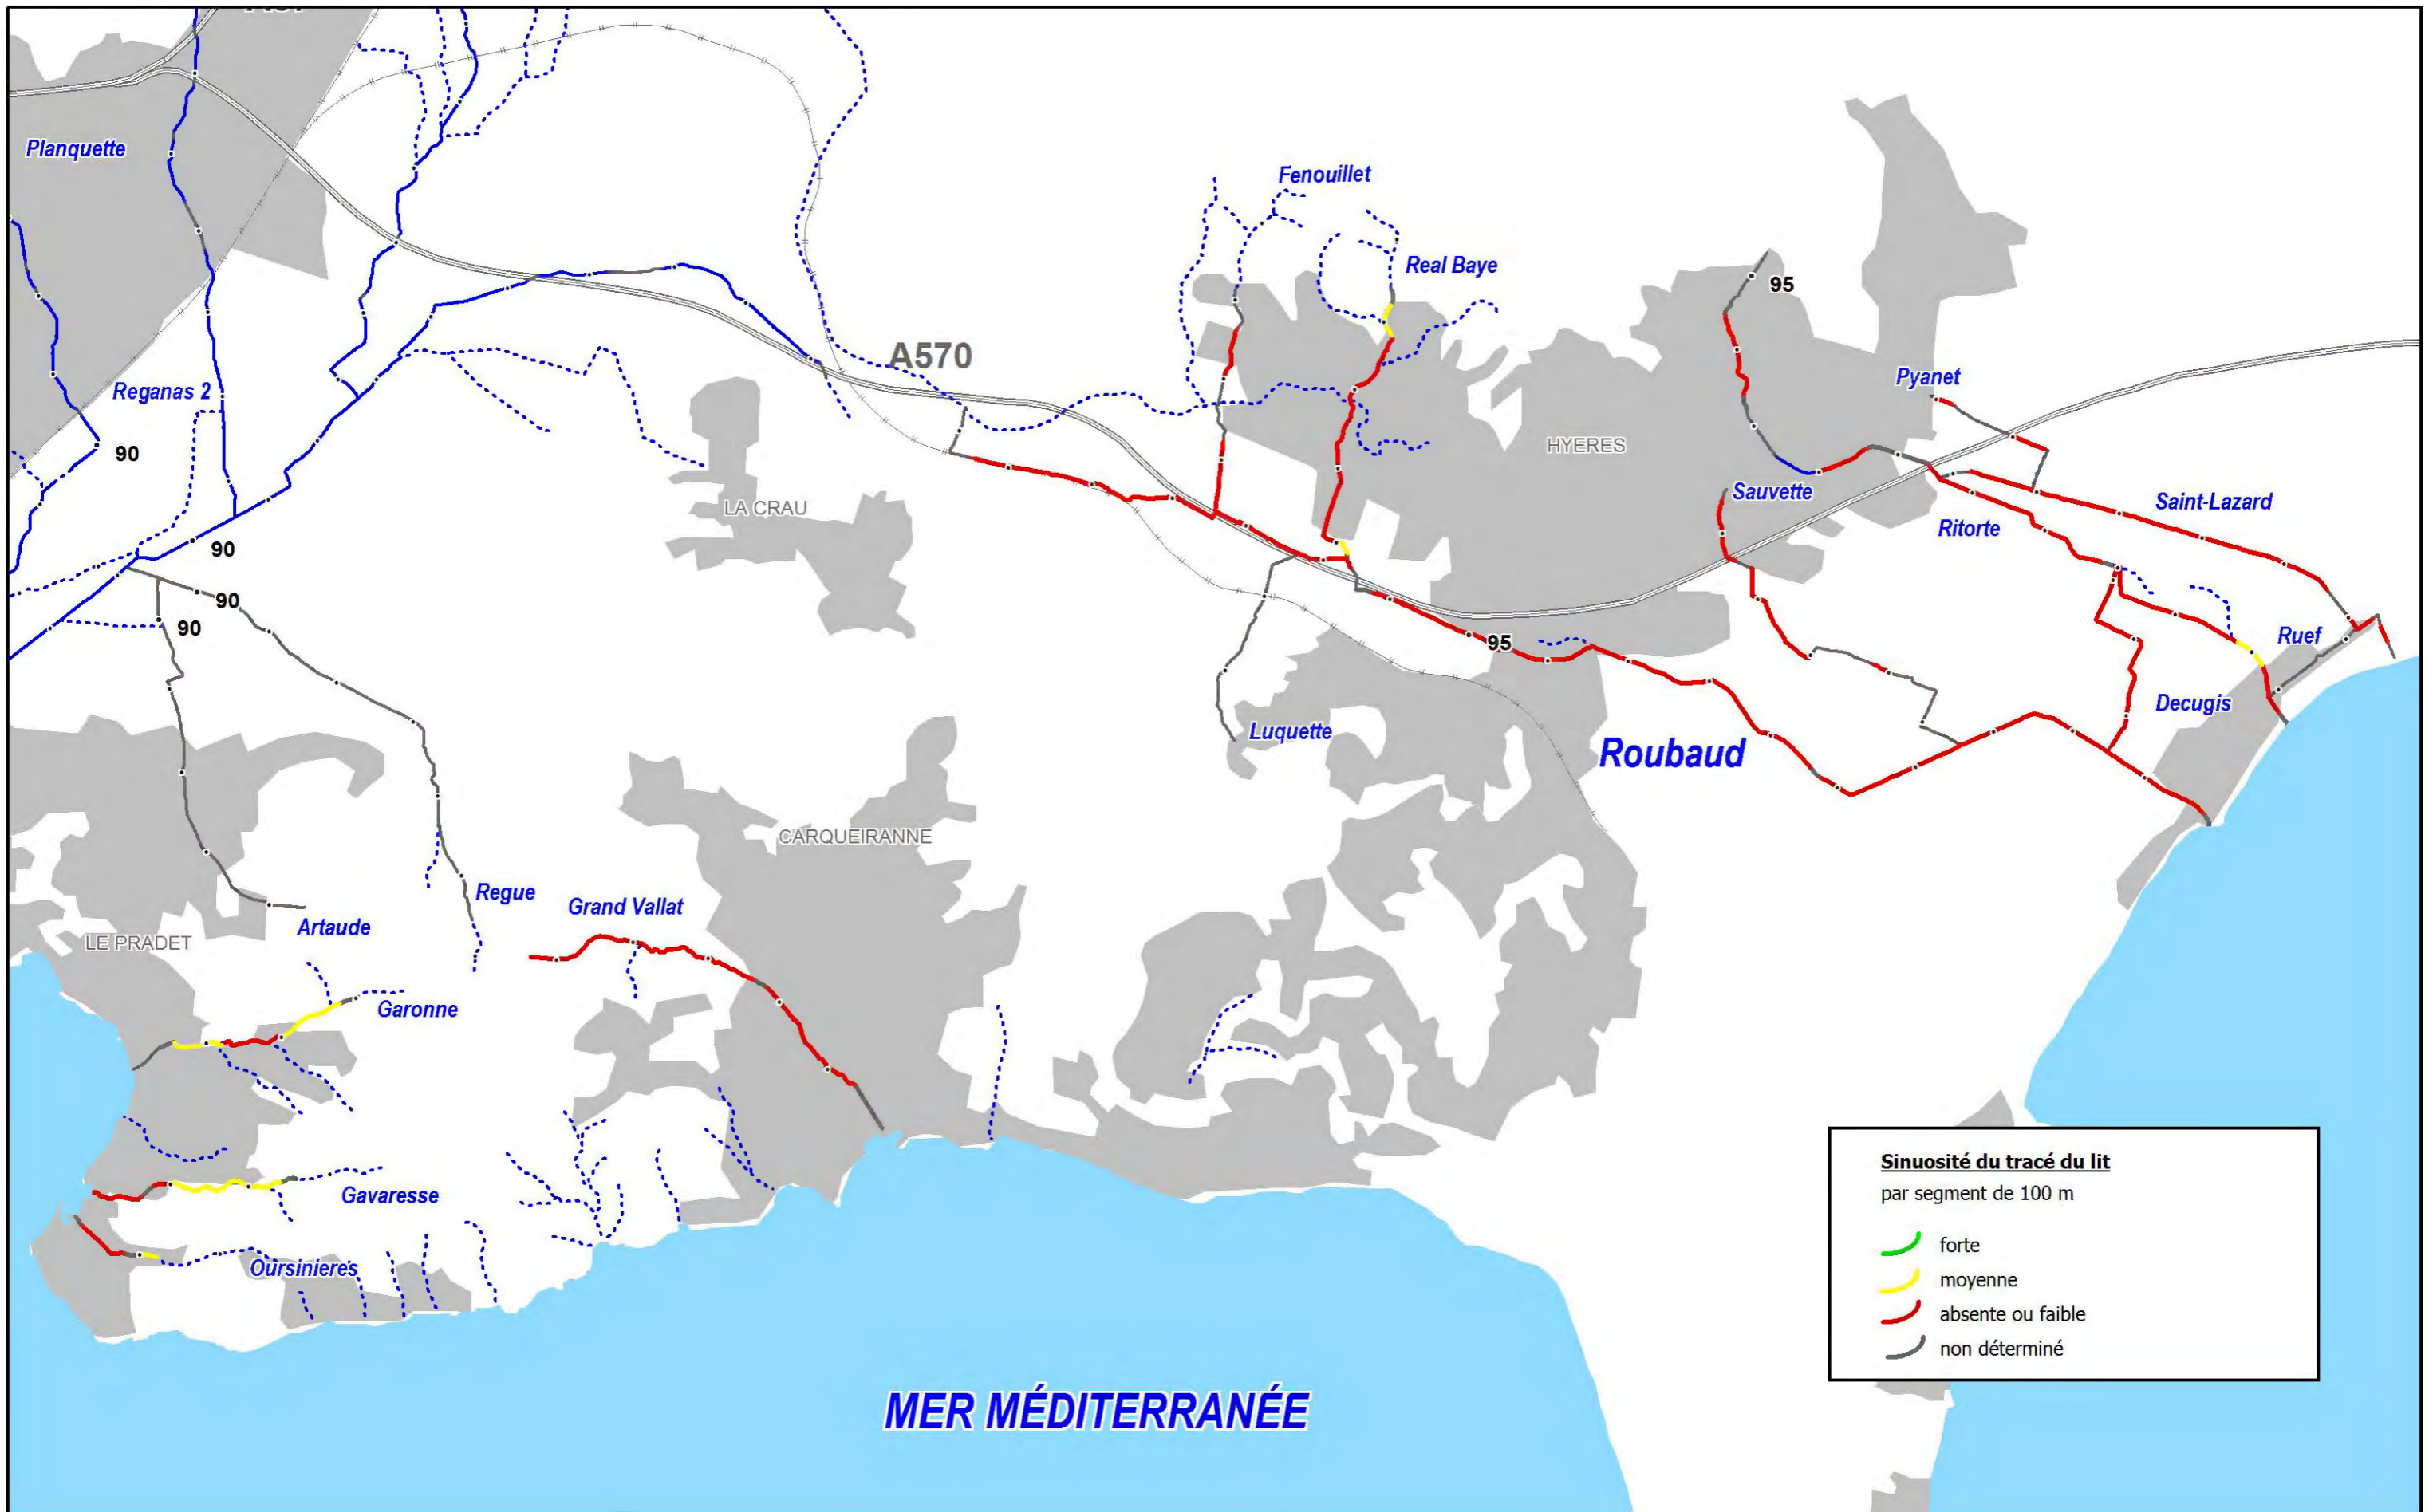 Planquette
Fenouillet
Real Baye
95
A570
Pyanet
Reganas 2
HYERES
90
Sauvette
Saint-Lazard
LA CRAU
Ritorte
90
90
90
95
Ruef
Decugis
Luquette
Roubaud
CARQUEIRANNE
Regue
Grand Vallat
Artaude
LE PRADET
Garonne
Gavaresse
Oursinieres
Sinuosité du tracé du lit
par segment de 100 m
forte
moyenne
absente ou faible
non déterminé
MER MÉDITERRANÉE